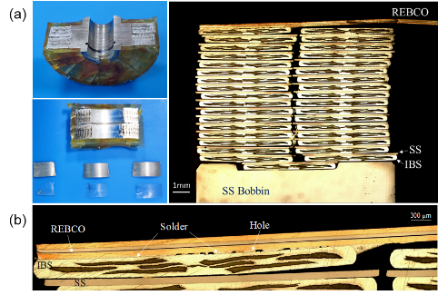 (a)
REBCO
SS
IBS
1mm
SS Bobbin
(b)
300 μm
REBCO
Solder
Hole
IBS
SS